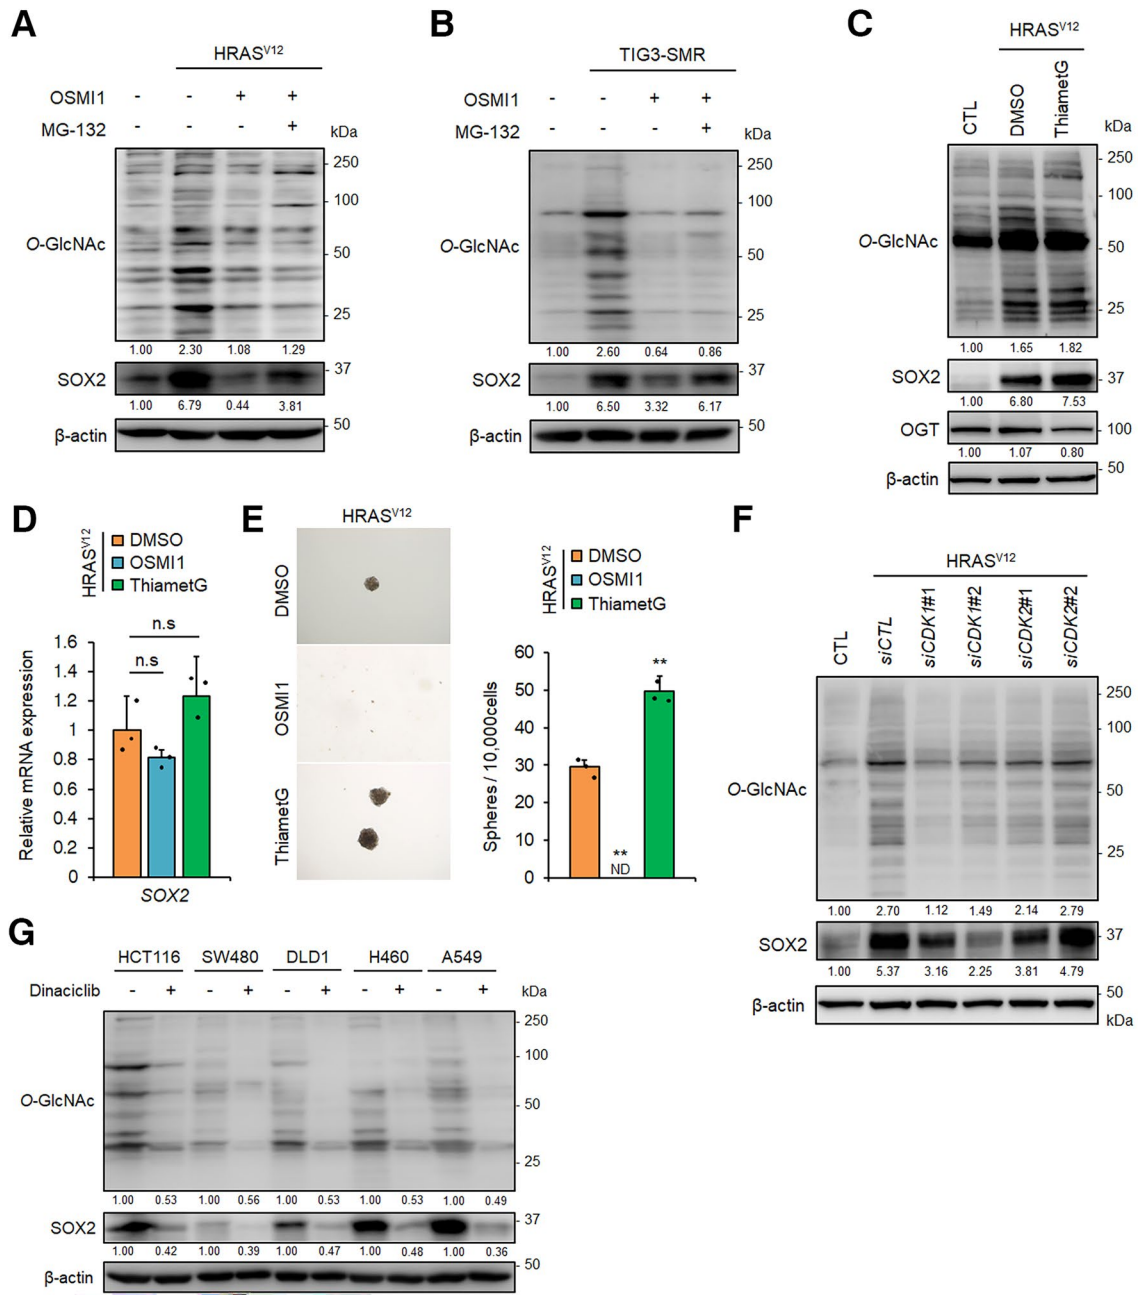 A
HRASV12
OSMI1 - - + +
MG-132 - - - +
kDa
O-GlcNAc
250
100
50
25
1.00 2.30 1.08 1.29
SOX2
37
1.00 6.79 0.44 3.81
β-actin
50
B
TIG3-SMR
OSMI1 - - + +
MG-132 - - - +
kDa
O-GlcNAc
250
100
50
25
1.00 2.60 0.64 0.86
SOX2
37
1.00 6.50 3.32 6.17
β-actin
50
C
HRASV12
CTL DMSO ThiametG
kDa
O-GlcNAc
250
100
50
25
1.00 1.65 1.82
SOX2
37
1.00 6.80 7.53
OGT
100
1.00 1.07 0.80
β-actin
50
D
HRASV12
DMSO
OSMI1
ThiametG
n.s
n.s
Relative mRNA expression
1.6
1.4
1.2
1.0
0.8
0.6
0.4
0.2
0
SOX2
E
HRASV12
DMSO
OSMI1
ThiametG
HRASV12
DMSO
OSMI1
ThiametG
Spheres / 10,000cells
60
50
40
30
20
10
0
**
**
ND
F
HRASV12
CTL siCTL siCDK1#1 siCDK1#2 siCDK2#1 siCDK2#2
O-GlcNAc
250
100
50
25
1.00 2.70 1.12 1.49 2.14 2.79
SOX2
37
1.00 5.37 3.16 2.25 3.81 4.79
β-actin
50
kDa
G
HCT116 SW480 DLD1 H460 A549
Dinaciclib - + - + - + - + - +
kDa
O-GlcNAc
250
100
50
25
1.00 0.53 1.00 0.56 1.00 0.53 1.00 0.53 1.00 0.49
SOX2
37
1.00 0.42 1.00 0.39 1.00 0.47 1.00 0.48 1.00 0.36
β-actin
50